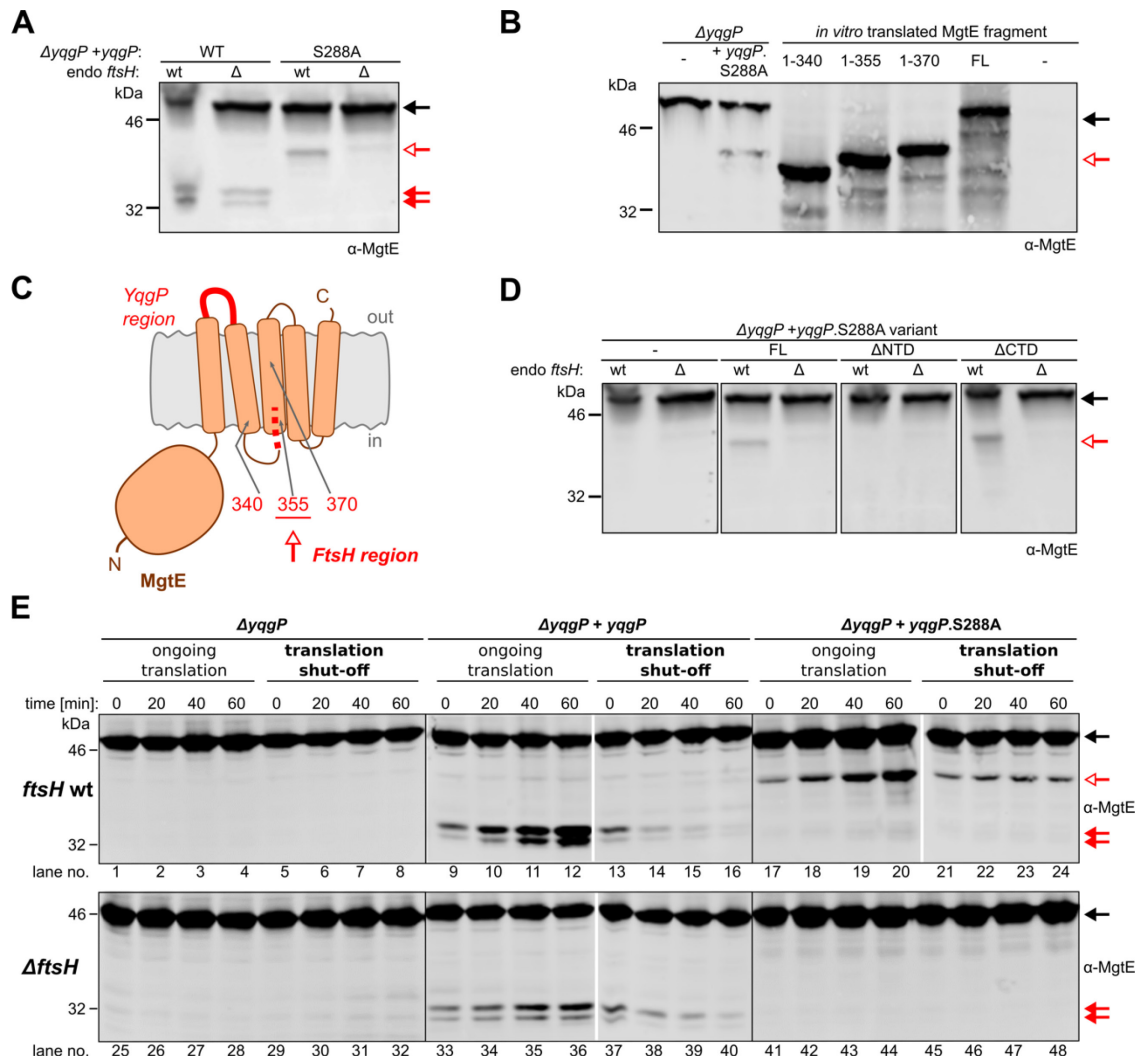 A
ΔyqgP +yqgP: WT S288A
endo ftsH: wt Δ wt Δ
kDa
46
32
α-MgtE
B
ΔyqgP in vitro translated MgtE fragment
- + yqgP. 1-340 1-355 1-370 FL -
S288A
kDa
46
32
α-MgtE
C
YqgP
region
C
out
in
340 355 370
FtsH region
N
MgtE
D
ΔyqgP +yqgP.S288A variant
- FL ΔNTD ΔCTD
endo ftsH: wt Δ wt Δ wt Δ wt Δ
kDa
46
32
α-MgtE
E
ΔyqgP ΔyqgP + yqgP ΔyqgP + yqgP.S288A
ongoing translation ongoing translation ongoing translation
translation shut-off translation shut-off translation shut-off
time [min]: 0 20 40 60 0 20 40 60 0 20 40 60 0 20 40 60 0 20 40 60 0 20 40 60
kDa
46
ftsH wt
α-MgtE
32
lane no. 1 2 3 4 5 6 7 8 9 10 11 12 13 14 15 16 17 18 19 20 21 22 23 24
46
ΔftsH
α-MgtE
32
lane no. 25 26 27 28 29 30 31 32 33 34 35 36 37 38 39 40 41 42 43 44 45 46 47 48